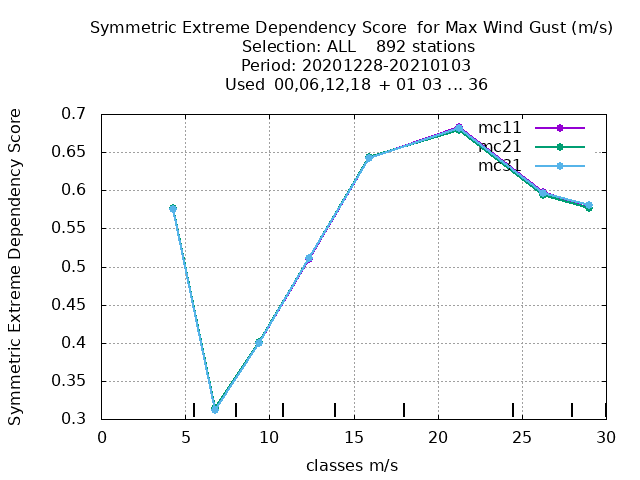 Symmetric Extreme Dependency Score  for Max Wind Gust (m/s)
Selection: ALL    892 stations
Period: 20201228-20210103
Used  00,06,12,18  + 01 03 ... 36
Symmetric Extreme Dependency Score
0.7
0.65
0.6
0.55
0.5
0.45
0.4
0.35
0.3
mc11
mc21
mc31
0 5 10 15 20 25 30
classes m/s